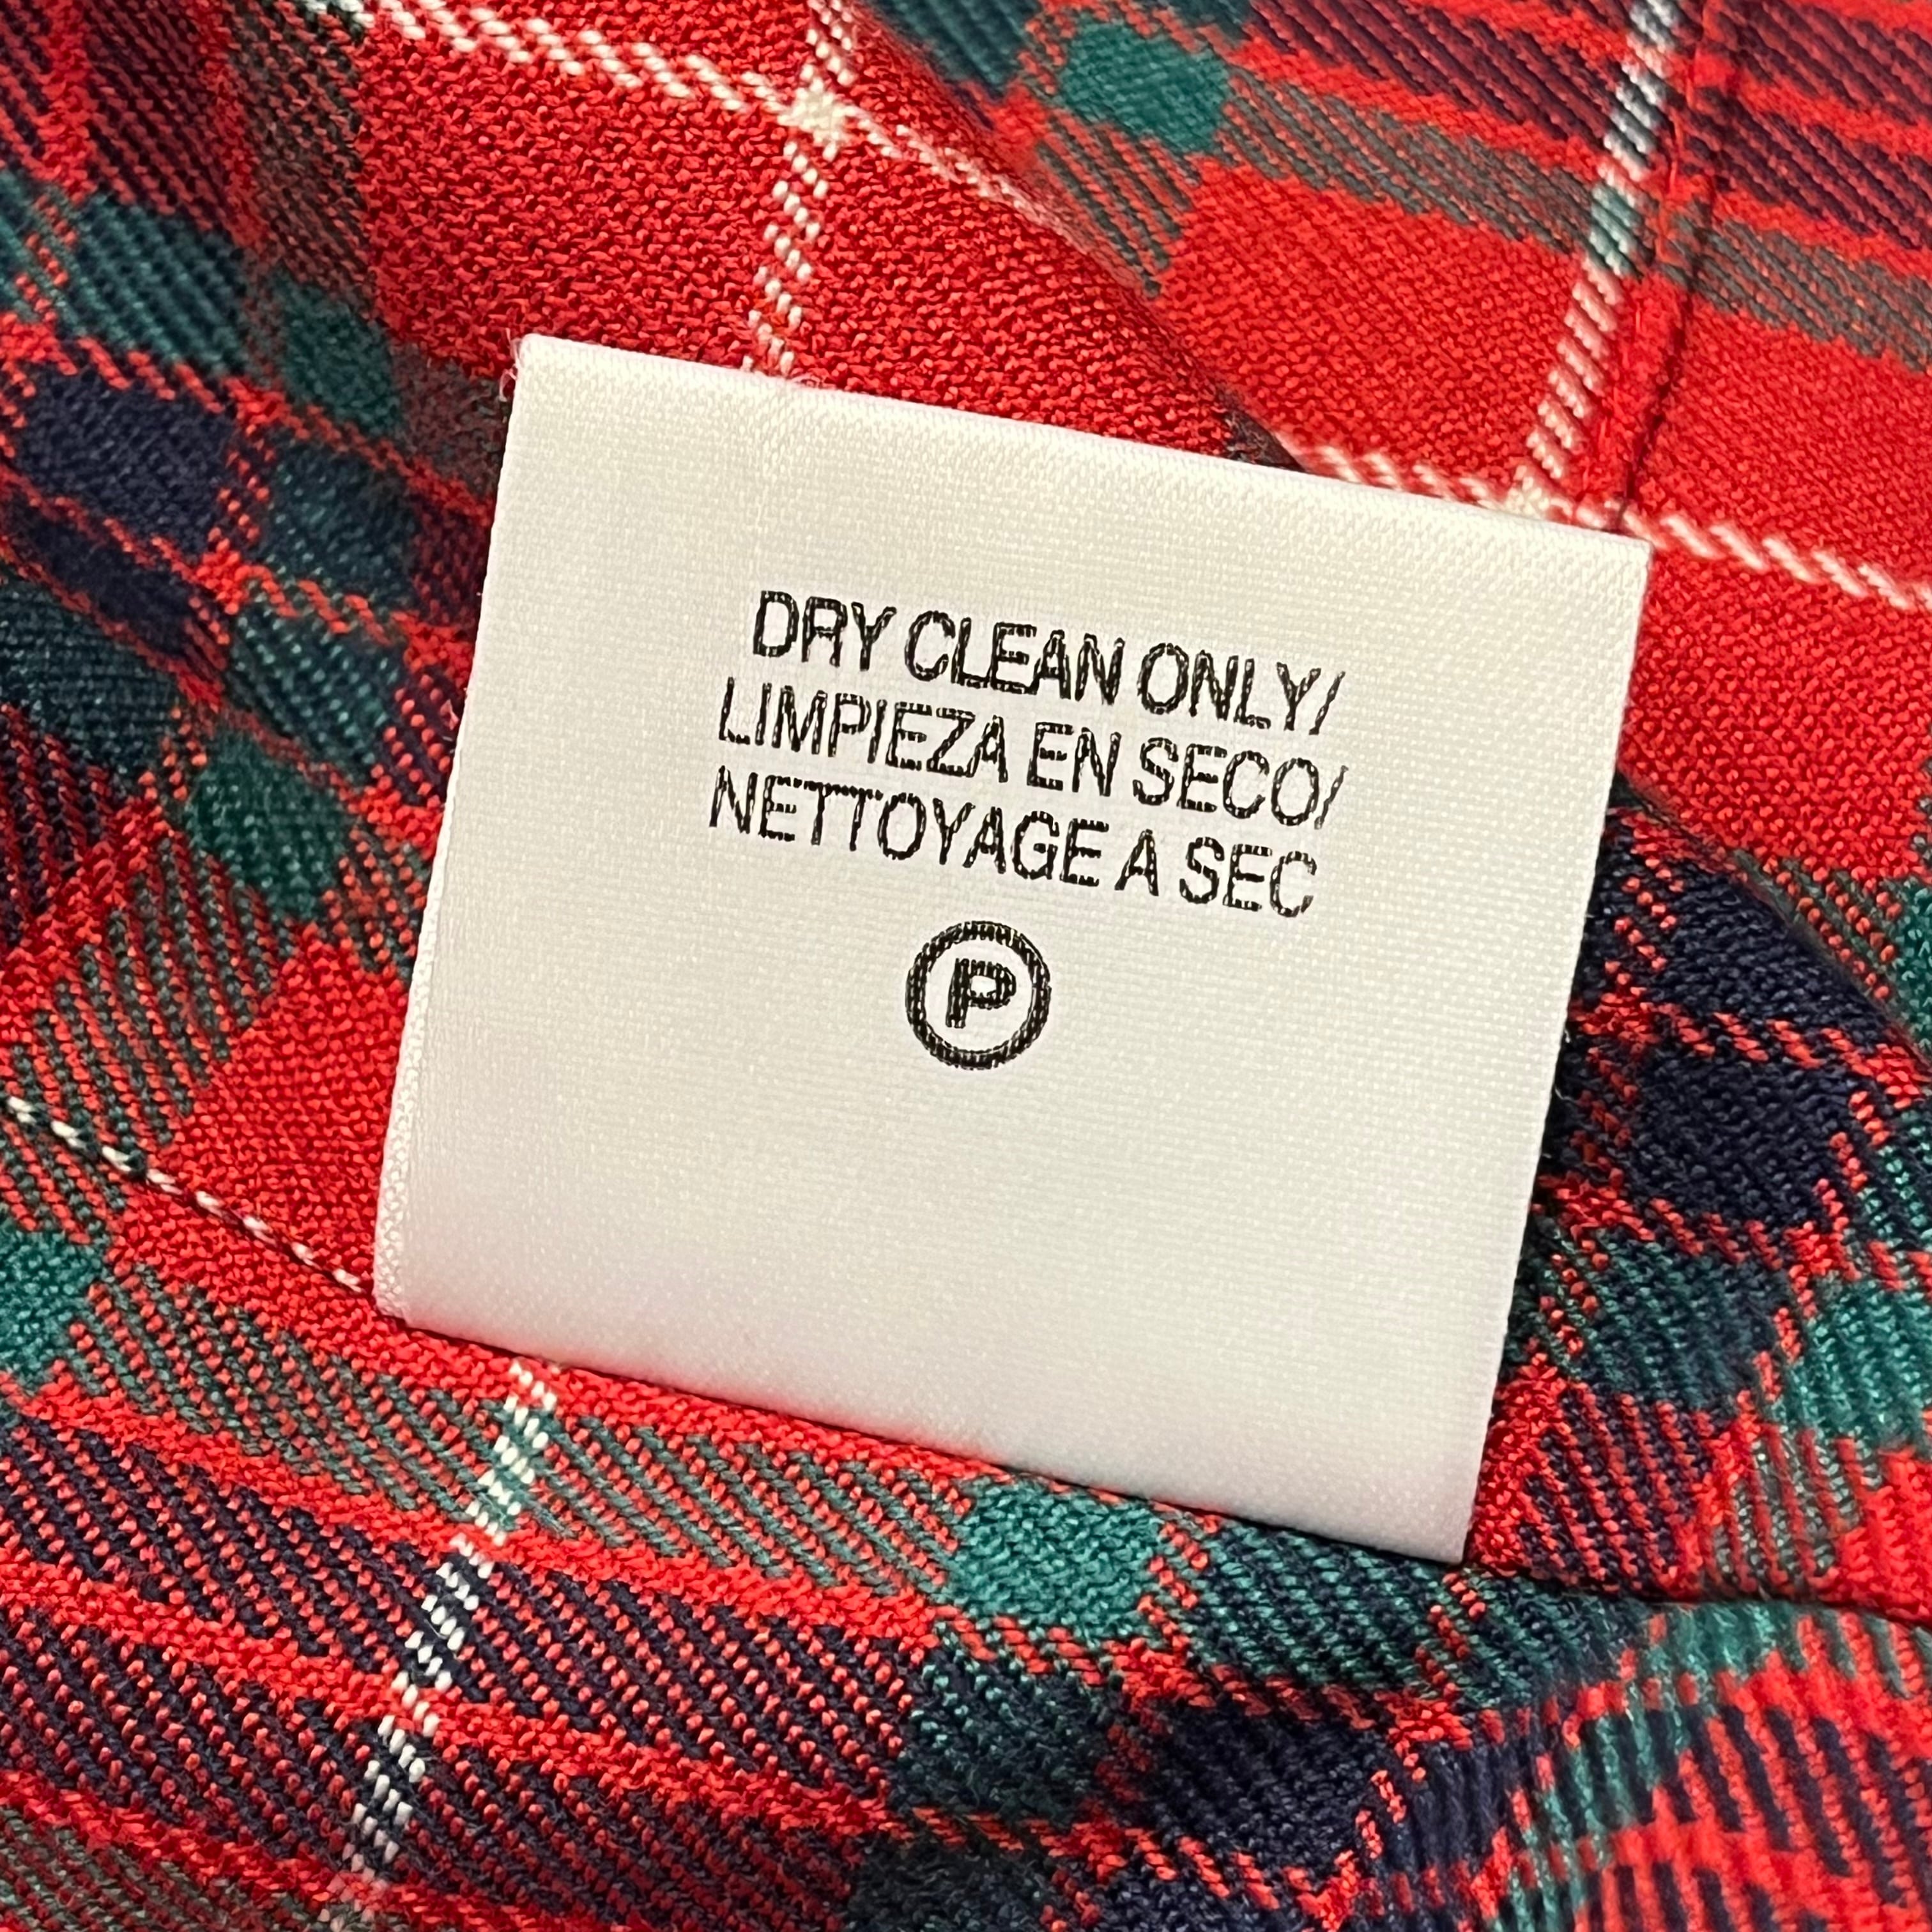 DRY CLEAN ONLY/
LIMPIEZA EN SECO/
NETTOYAGE A SEC
P